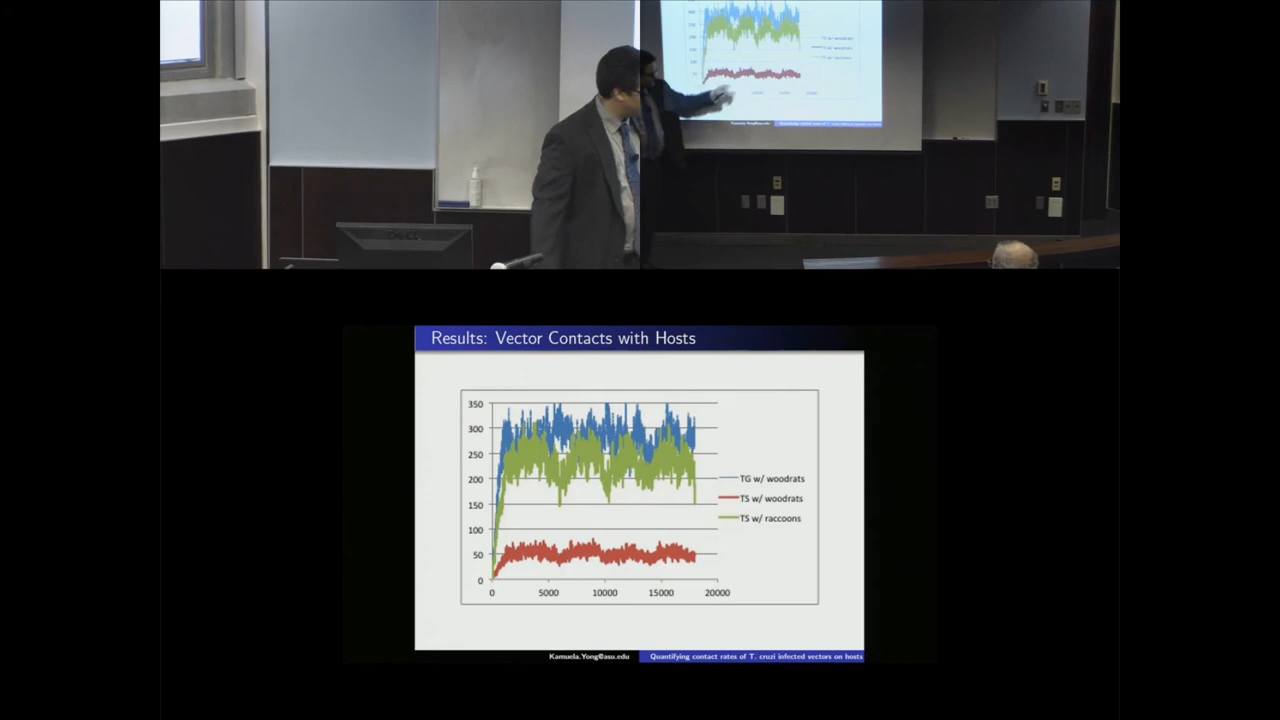 DELL
Results: Vector Contacts with Hosts
350
300
250
200
150
100
50
0
0 5000 10000 15000 20000
TG w/ woodrats
TS w/ woodrats
TS w/ raccoons
Kamuela.Yong@asu.edu Quantifying contact rates of T. cruzi infected vectors on hosts